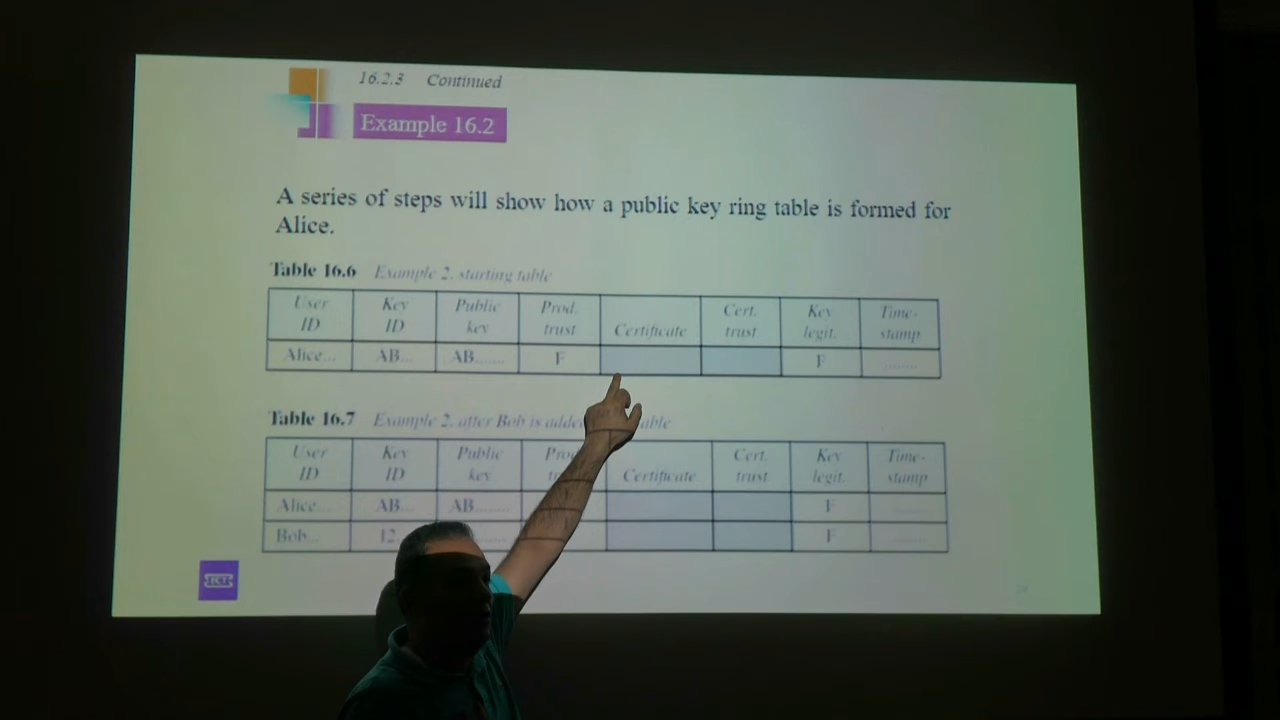 16.2.3 Continued
Example 16.2
A series of steps will show how a public key ring table is formed for
Alice.
Table 16.6 Example 2, starting table
User ID Key ID Public key Prod. trust Certificate Cert. trust Key legit. Time-stamp
Alice... AB... AB....... F F ........
Table 16.7 Example 2, after Bob is added able
User ID Key ID Public key Certificate Cert. trust Key legit. Time-stamp
Alice... AB... AB........ F ........
Bob... 12 F ........